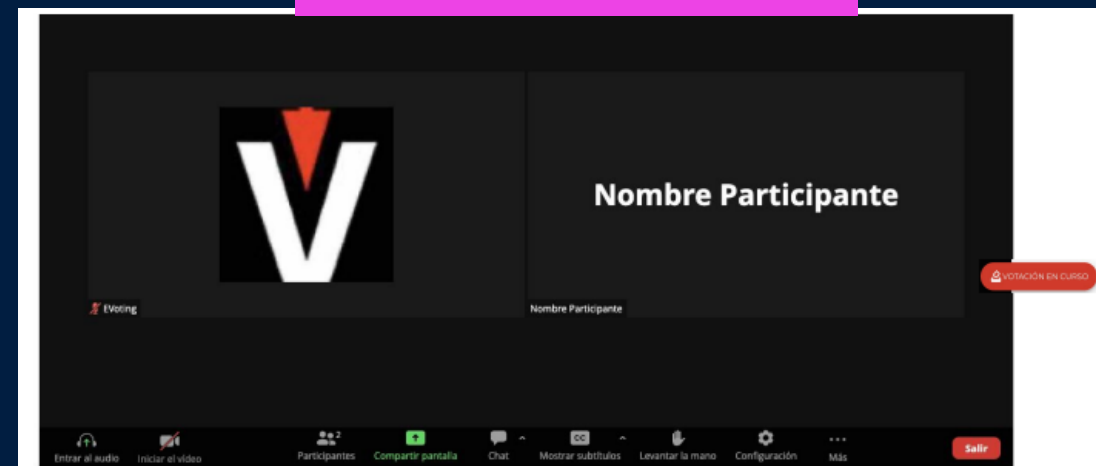 V
Nombre Participante
VOTACIÓN EN CURSO
EVoting
Nombre Participante
2
CC
Entrar al audio
Iniciar el vídeo
Participantes
Compartir pantalla
Chat
Mostrar subtítulos
Levantar la mano
Configuración
Más
Salir